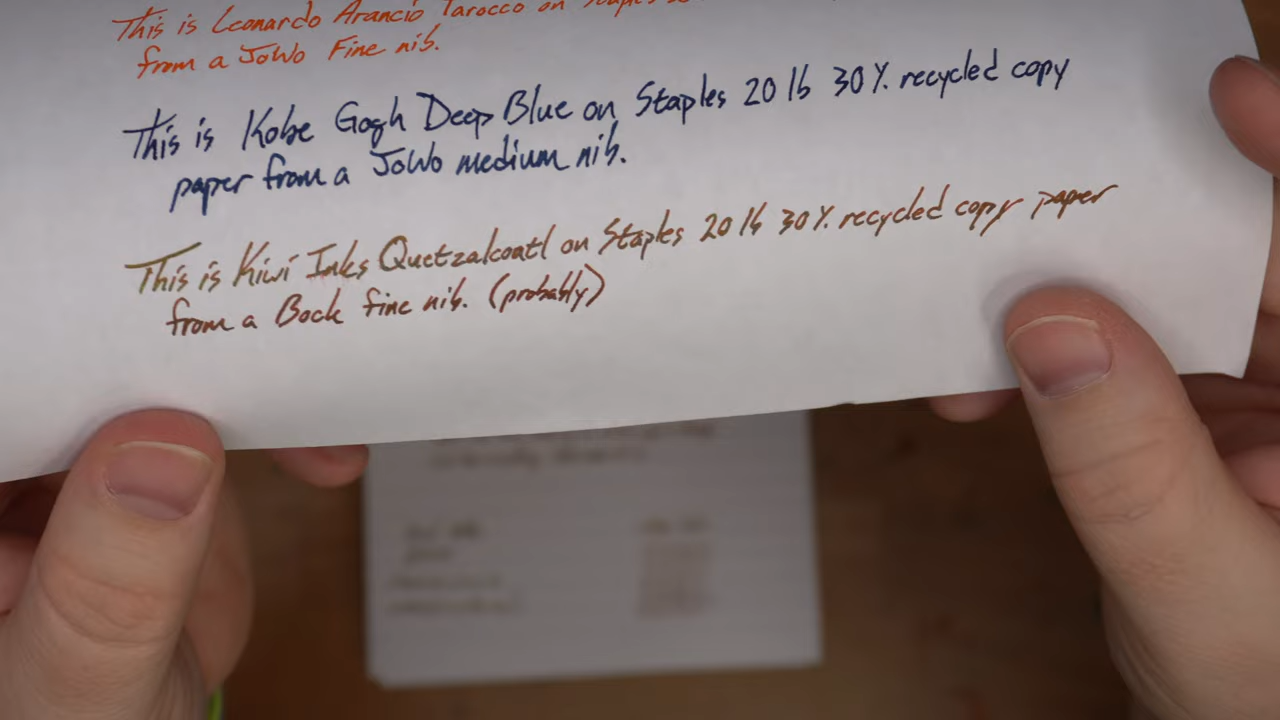 This is Leonardo Arancio Tarocco on Staples
from a JoWo Fine nib.
This is Kobe Gogh Deep Blue on Staples 20 lb 30% recycled copy
paper from a JoWo medium nib.
This is Kiwi Inks Quetzalcoatl on Staples 20 lb 30% recycled copy paper
from a Bock fine nib. (probably)